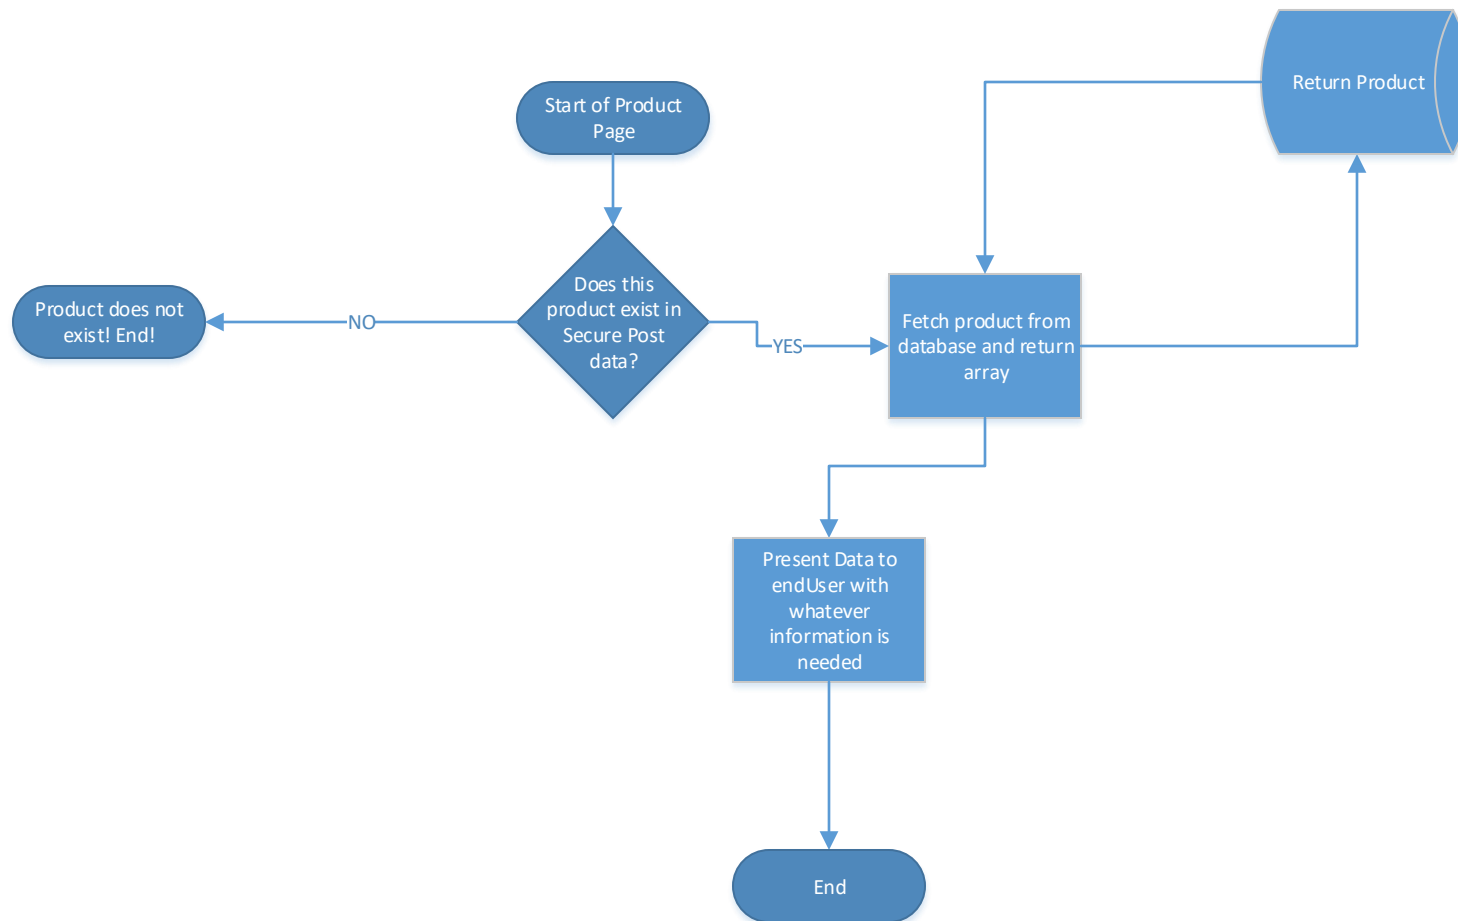 Return Product
Start of Product
Page
Does this
product exist in
Secure Post
data?
Product does not
exist! End!
NO
YES
Fetch product from
database and return
array
Present Data to
endUser with
whatever
information is
needed
End